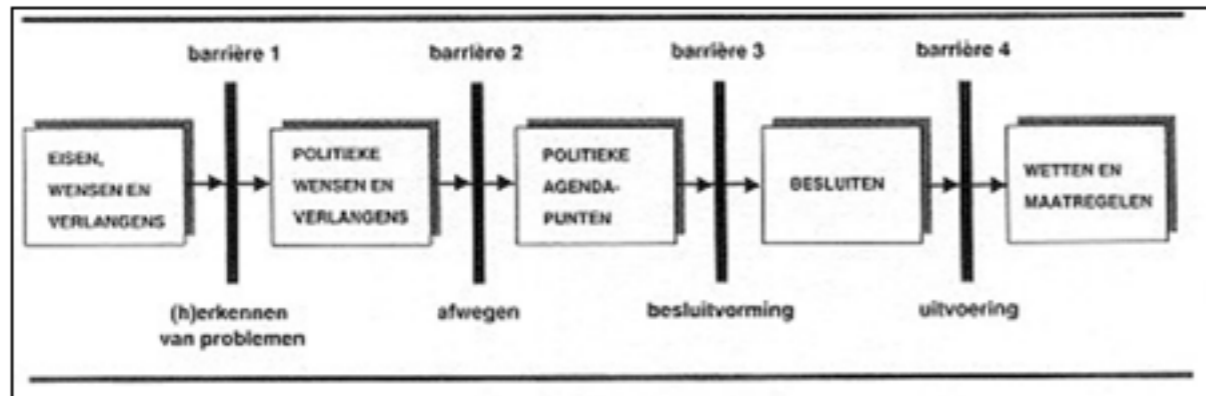 barrière 1
barrière 2
barrière 3
barrière 4
EISEN,
WENSEN EN
VERLANGENS
POLITIEKE
WENSEN EN
VERLANGENS
POLITIEKE
AGENDA-
PUNTEN
BESLUITEN
WETTEN EN
MAATREGELEN
(h)erkennen
van problemen
afwegen
besluitvorming
uitvoering